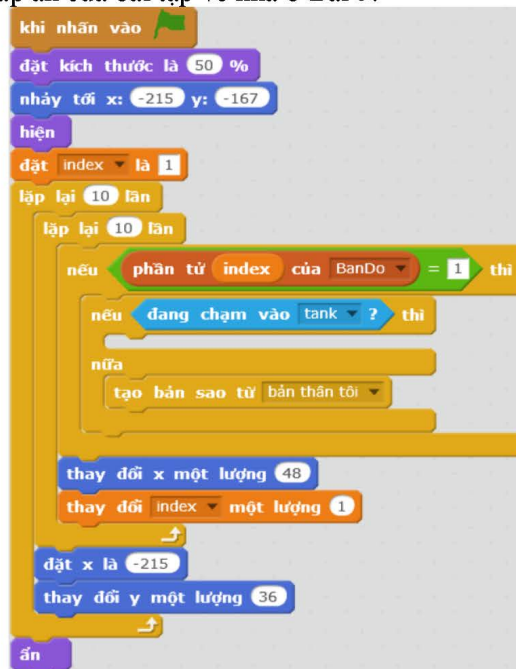 khi nhấn vào
đặt kích thước là 50 %
nhảy tới x: -215 y: -167
hiện
đặt index là 1
lặp lại 10 lần
lặp lại 10 lần
nếu phần tử index của BanDo = 1 thì
nếu đang chạm vào tank ? thì
nữa
tạo bản sao từ bản thân tôi
thay đổi x một lượng 48
thay đổi index một lượng 1
đặt x là -215
thay đổi y một lượng 36
ẩn